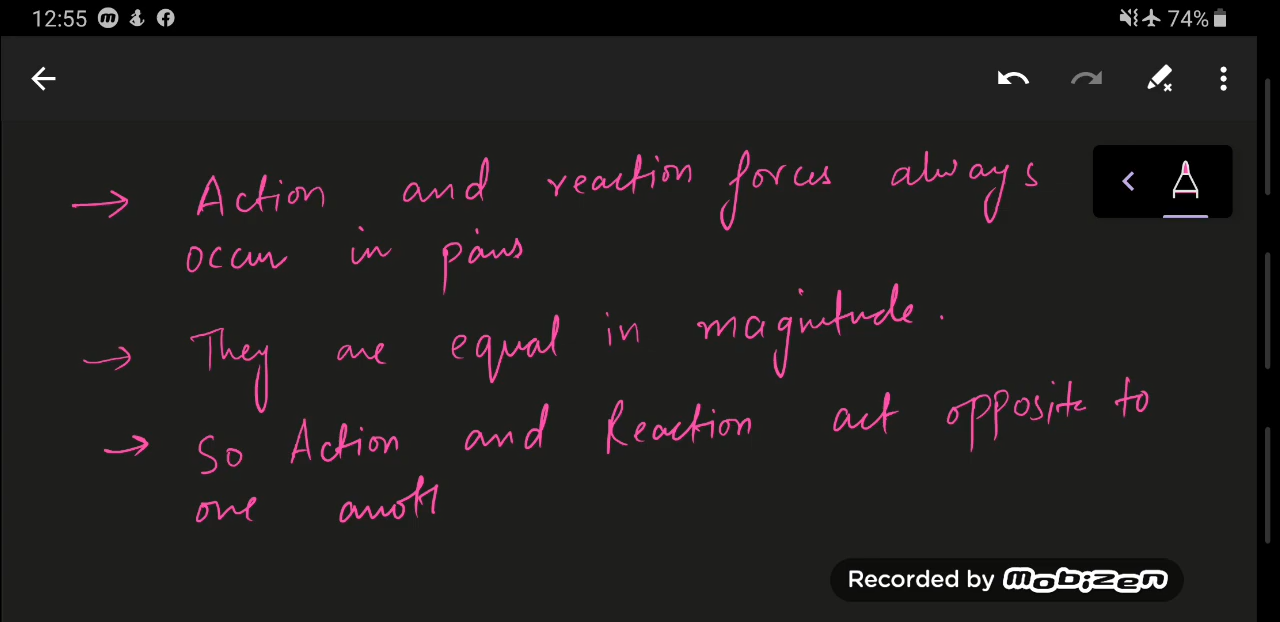 12:55
74%
→ Action and reaction forces always
occur in pairs
→ They are equal in magnitude.
→ So Action and Reaction act opposite to
one anoth
Recorded by mobizen